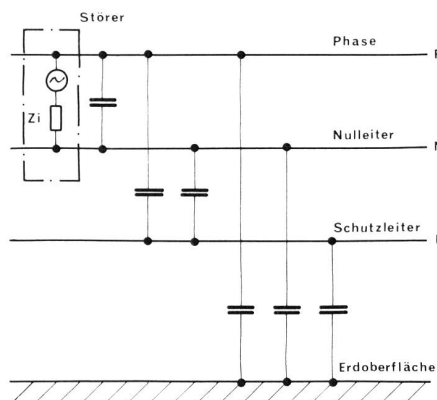 Störer
Phase
Zi
Nulleiter
Schutzleiter
Erdoberfläche